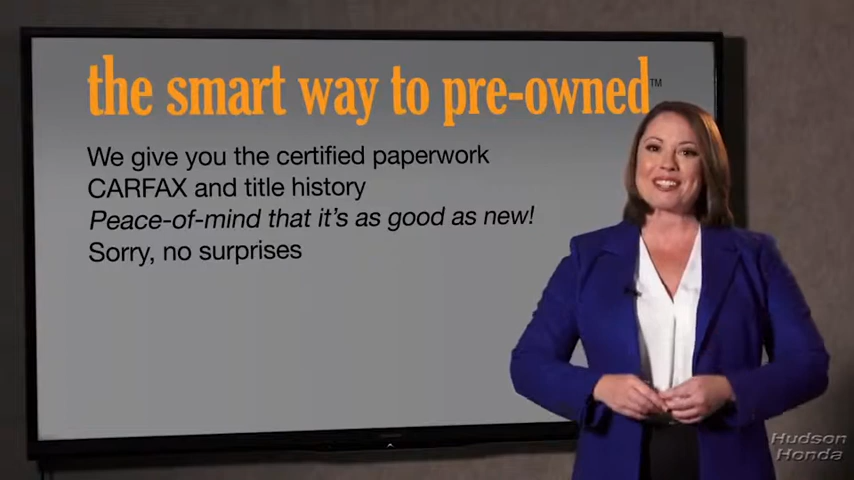 the smart way to pre-owned™
We give you the certified paperwork
CARFAX and title history
Peace-of-mind that it's as good as new!
Sorry, no surprises
Hudson
Honda